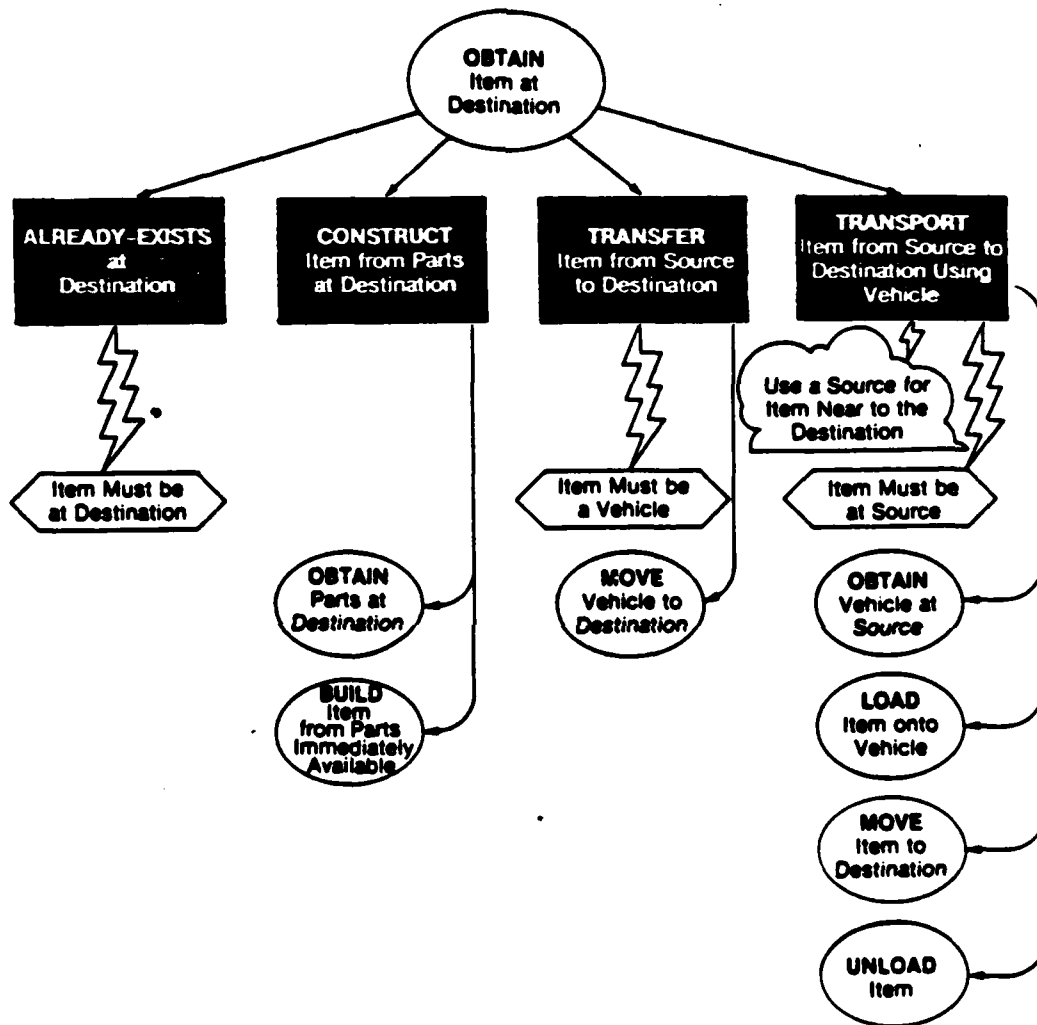 OBTAIN
Item at
Destination
ALREADY-EXISTS
at
Destination
CONSTRUCT
Item from Parts
at Destination
TRANSFER
Item from Source
to Destination
TRANSPORT
Item from Source to
Destination Using
Vehicle
Use a Source for
Item Near to the
Destination
Item Must be
at Destination
Item Must be
a Vehicle
Item Must be
at Source
OBTAIN
Parts at
Destination
MOVE
Vehicle to
Destination
OBTAIN
Vehicle at
Source
BUILD
Item
from Parts
Immediately
Available
LOAD
Item onto
Vehicle
MOVE
Item to
Destination
UNLOAD
Item